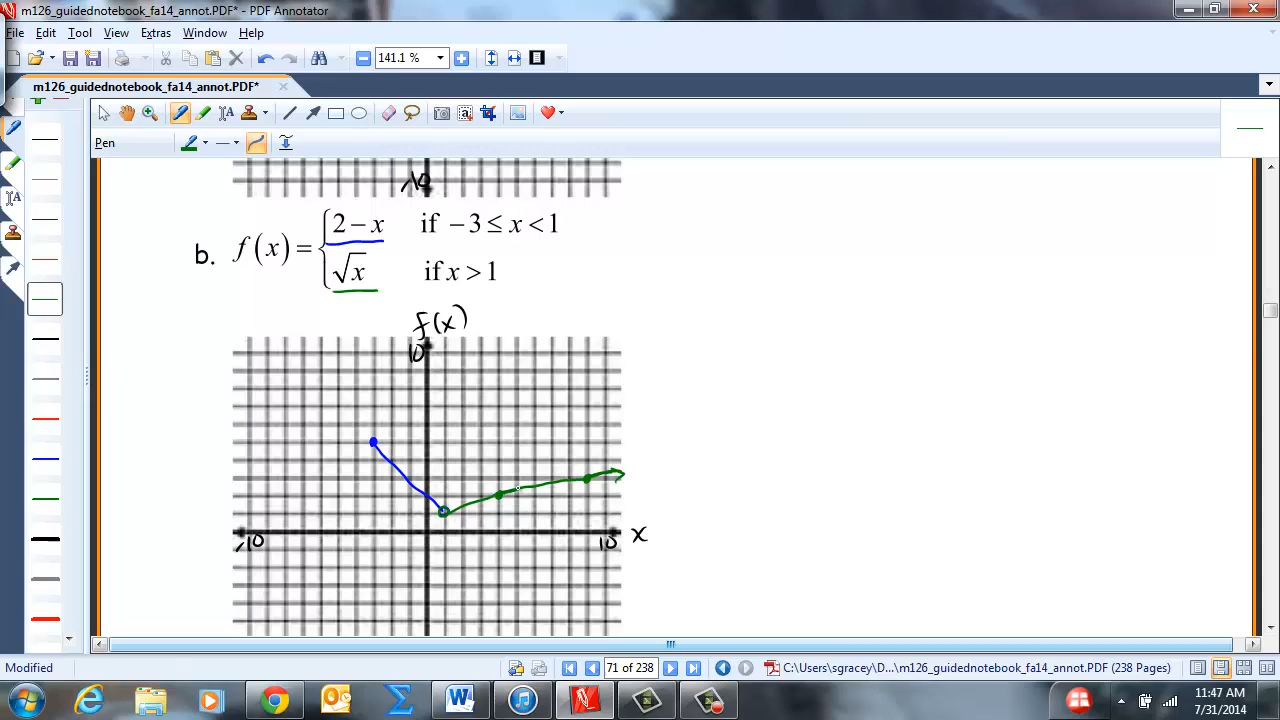 m126_guidednotebook_fa14_annot.PDF* - PDF Annotator
File Edit Tool View Extras Window Help
141.1 %
m126_guidednotebook_fa14_annot.PDF*
Pen
-10
b. f(x) = { 2 − x if −3 ≤ x < 1
√x if x > 1
f(x)
10
-10 10 x
Modified
71 of 238
C:\Users\sgracey\D...\m126_guidednotebook_fa14_annot.PDF (238 Pages)
11:47 AM
7/31/2014